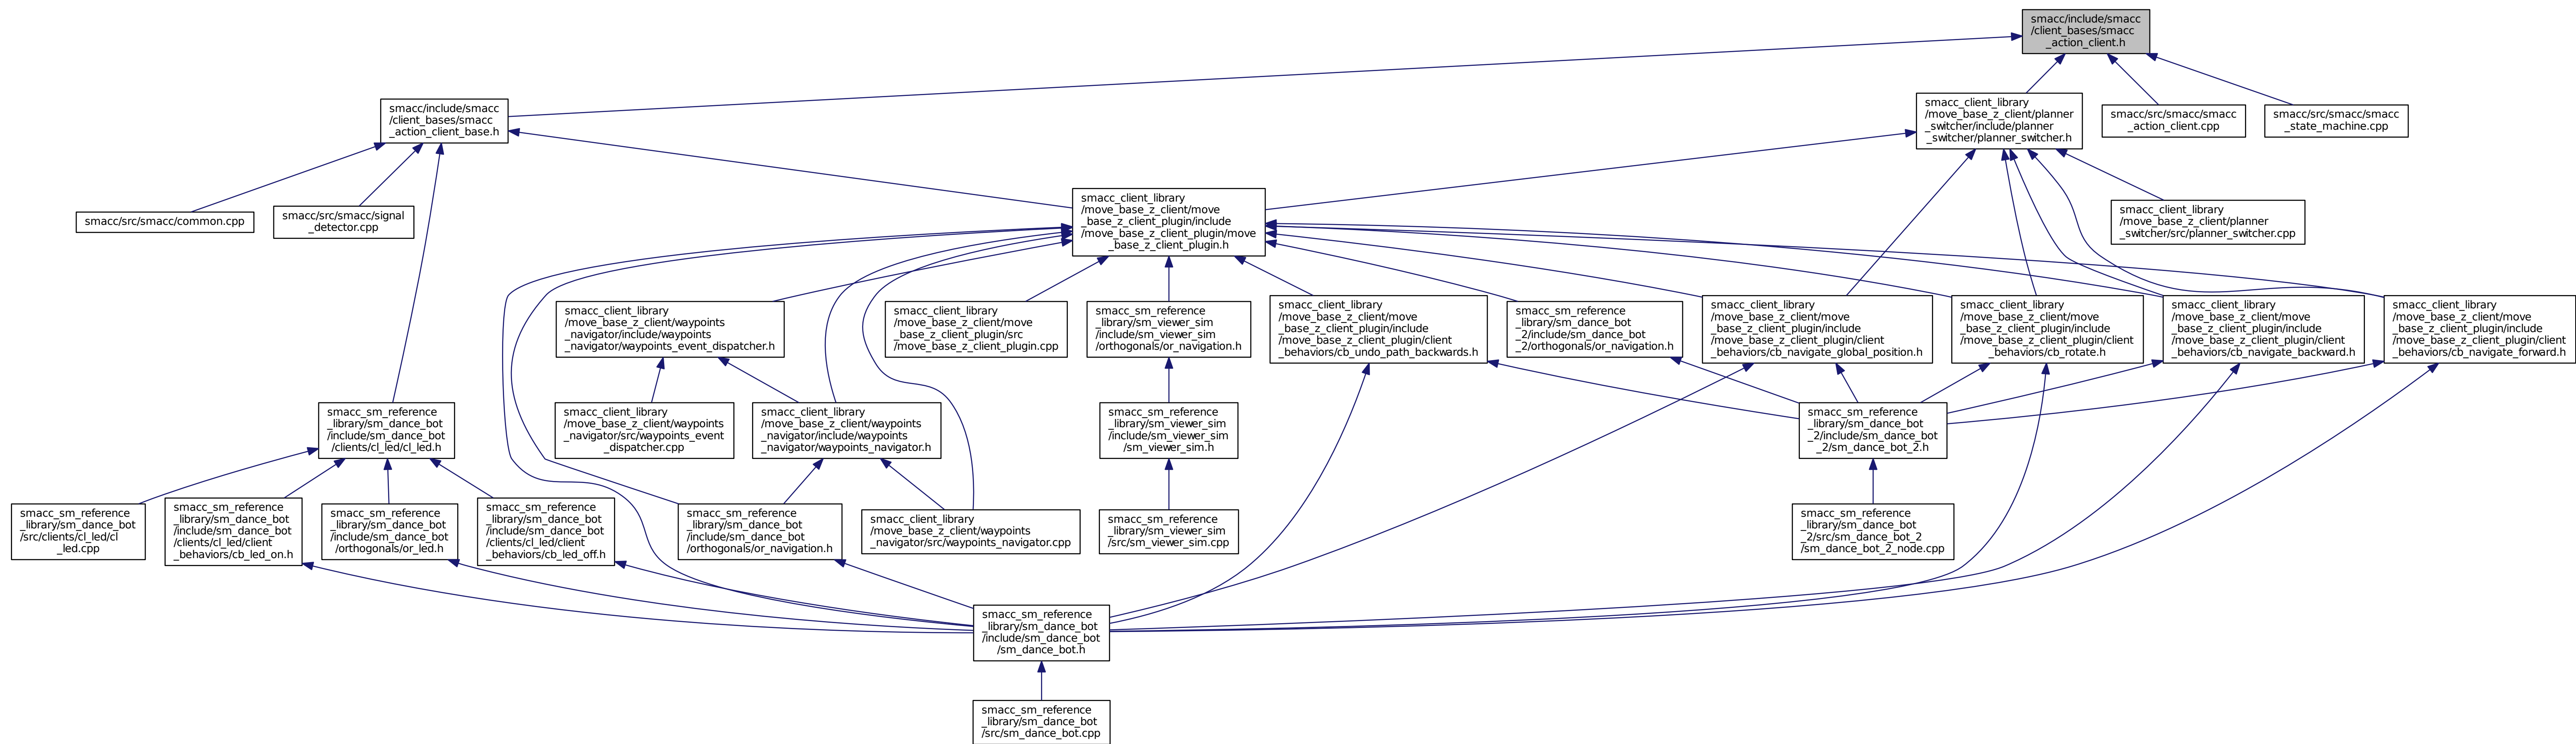 smacc/include/smacc
/client_bases/smacc
_action_client.h
smacc/include/smacc
/client_bases/smacc
_action_client_base.h
smacc_client_library
/move_base_z_client/planner
_switcher/include/planner
_switcher/planner_switcher.h
smacc/src/smacc/smacc
_action_client.cpp
smacc/src/smacc/smacc
_state_machine.cpp
smacc/src/smacc/common.cpp
smacc/src/smacc/signal
_detector.cpp
smacc_client_library
/move_base_z_client/move
_base_z_client_plugin/include
/move_base_z_client_plugin/move
_base_z_client_plugin.h
smacc_client_library
/move_base_z_client/planner
_switcher/src/planner_switcher.cpp
smacc_client_library
/move_base_z_client/waypoints
_navigator/include/waypoints
_navigator/waypoints_event_dispatcher.h
smacc_client_library
/move_base_z_client/move
_base_z_client_plugin/src
/move_base_z_client_plugin.cpp
smacc_sm_reference
_library/sm_viewer_sim
/include/sm_viewer_sim
/orthogonals/or_navigation.h
smacc_client_library
/move_base_z_client/move
_base_z_client_plugin/include
/move_base_z_client_plugin/client
_behaviors/cb_undo_path_backwards.h
smacc_sm_reference
_library/sm_dance_bot
_2/include/sm_dance_bot
_2/orthogonals/or_navigation.h
smacc_client_library
/move_base_z_client/move
_base_z_client_plugin/include
/move_base_z_client_plugin/client
_behaviors/cb_navigate_global_position.h
smacc_client_library
/move_base_z_client/move
_base_z_client_plugin/include
/move_base_z_client_plugin/client
_behaviors/cb_rotate.h
smacc_client_library
/move_base_z_client/move
_base_z_client_plugin/include
/move_base_z_client_plugin/client
_behaviors/cb_navigate_backward.h
smacc_client_library
/move_base_z_client/move
_base_z_client_plugin/include
/move_base_z_client_plugin/client
_behaviors/cb_navigate_forward.h
smacc_sm_reference
_library/sm_dance_bot
/include/sm_dance_bot
/clients/cl_led/cl_led.h
smacc_client_library
/move_base_z_client/waypoints
_navigator/src/waypoints_event
_dispatcher.cpp
smacc_client_library
/move_base_z_client/waypoints
_navigator/include/waypoints
_navigator/waypoints_navigator.h
smacc_sm_reference
_library/sm_viewer_sim
/include/sm_viewer_sim
/sm_viewer_sim.h
smacc_sm_reference
_library/sm_dance_bot
_2/include/sm_dance_bot
_2/sm_dance_bot_2.h
smacc_sm_reference
_library/sm_dance_bot
/src/clients/cl_led/cl
_led.cpp
smacc_sm_reference
_library/sm_dance_bot
/include/sm_dance_bot
/clients/cl_led/client
_behaviors/cb_led_on.h
smacc_sm_reference
_library/sm_dance_bot
/include/sm_dance_bot
/orthogonals/or_led.h
smacc_sm_reference
_library/sm_dance_bot
/include/sm_dance_bot
/clients/cl_led/client
_behaviors/cb_led_off.h
smacc_sm_reference
_library/sm_dance_bot
/include/sm_dance_bot
/orthogonals/or_navigation.h
smacc_client_library
/move_base_z_client/waypoints
_navigator/src/waypoints_navigator.cpp
smacc_sm_reference
_library/sm_viewer_sim
/src/sm_viewer_sim.cpp
smacc_sm_reference
_library/sm_dance_bot
_2/src/sm_dance_bot_2
/sm_dance_bot_2_node.cpp
smacc_sm_reference
_library/sm_dance_bot
/include/sm_dance_bot
/sm_dance_bot.h
smacc_sm_reference
_library/sm_dance_bot
/src/sm_dance_bot.cpp